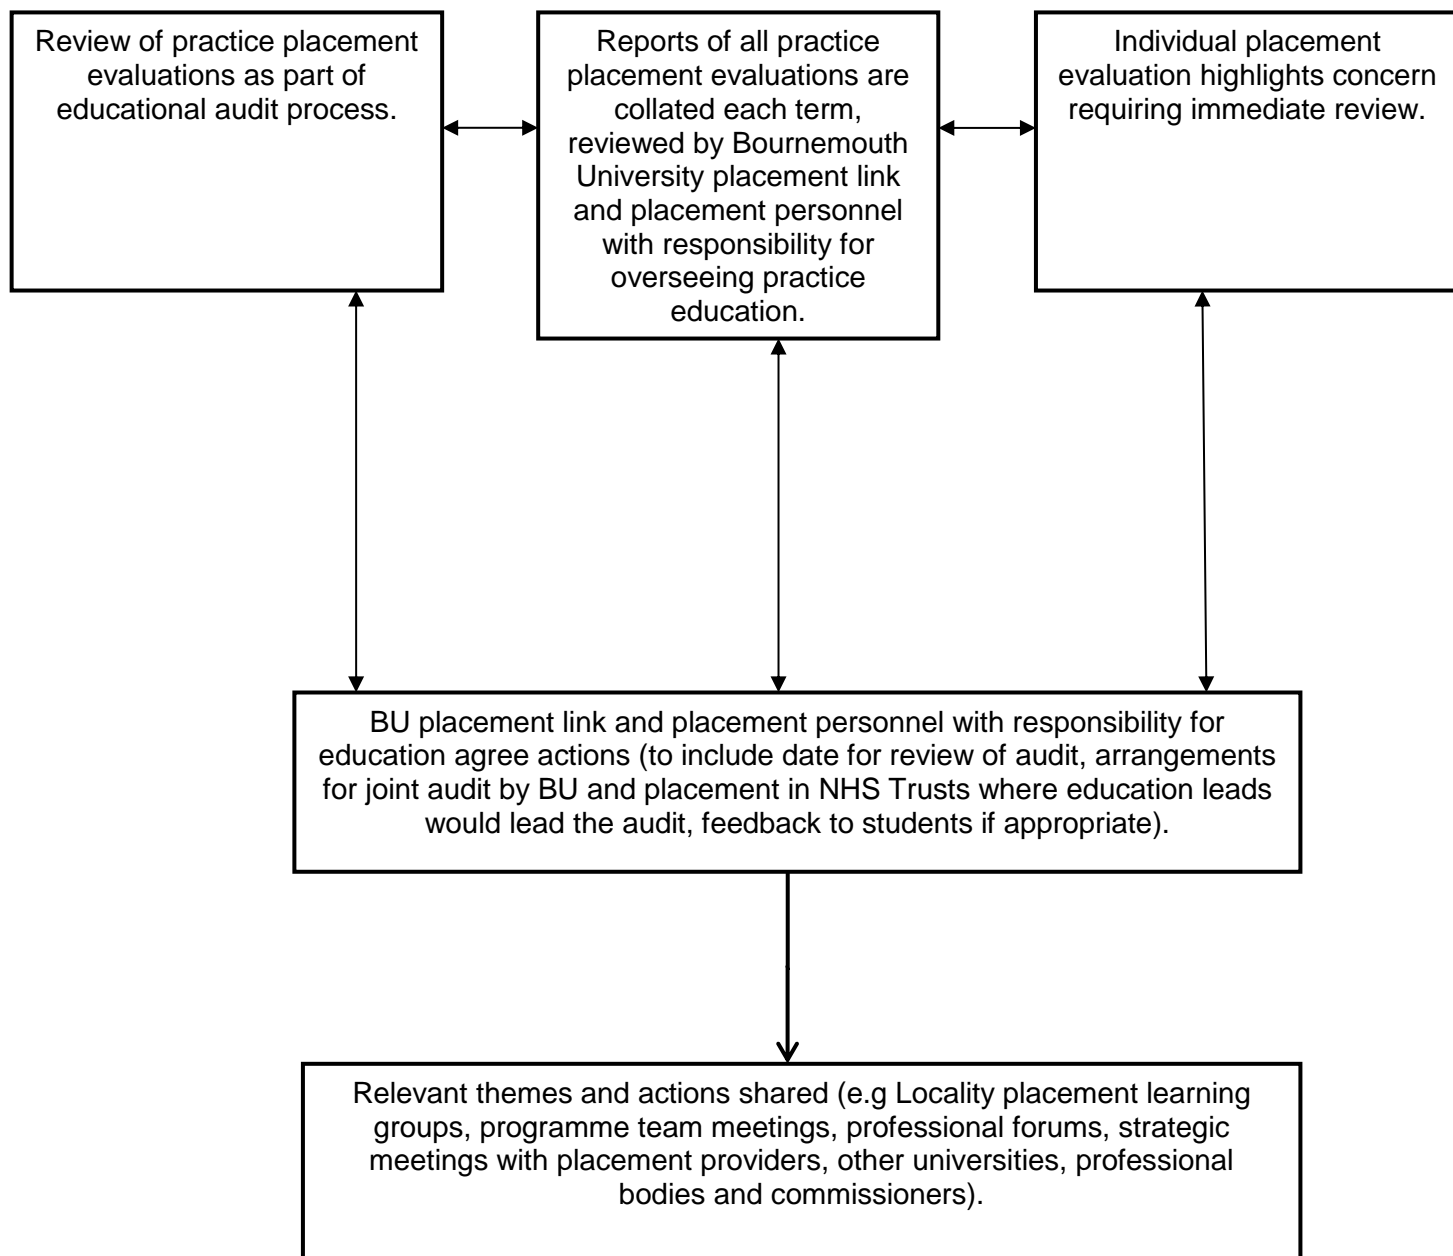 Review of practice placement
evaluations as part of
educational audit process.
Reports of all practice
placement evaluations are
collated each term,
reviewed by Bournemouth
University placement link
and placement personnel
with responsibility for
overseeing practice
education.
Individual placement
evaluation highlights concern
requiring immediate review.
BU placement link and placement personnel with responsibility for
education agree actions (to include date for review of audit, arrangements
for joint audit by BU and placement in NHS Trusts where education leads
would lead the audit, feedback to students if appropriate).
Relevant themes and actions shared (e.g Locality placement learning
groups, programme team meetings, professional forums, strategic
meetings with placement providers, other universities, professional
bodies and commissioners).